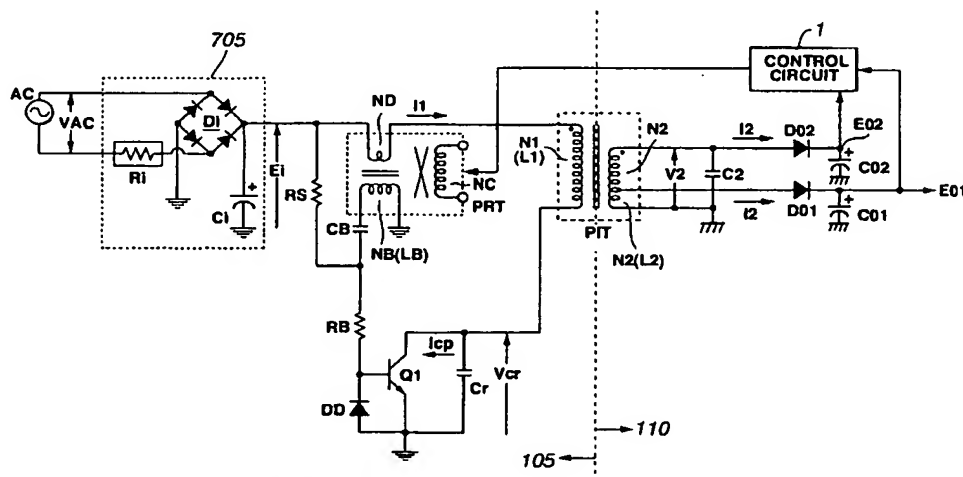 705
1
CONTROL
CIRCUIT
AC
VAC
DI
Ri
CI
+
Ei
RS
ND
I1
NC
PRT
CB
NB(LB)
RB
DD
Q1
Icp
Cr
Vcr
N1
(L1)
N2
PIT
N2(L2)
V2
I2
I2
C2
D02
D01
E02
+
C02
+
C01
E01
105
110